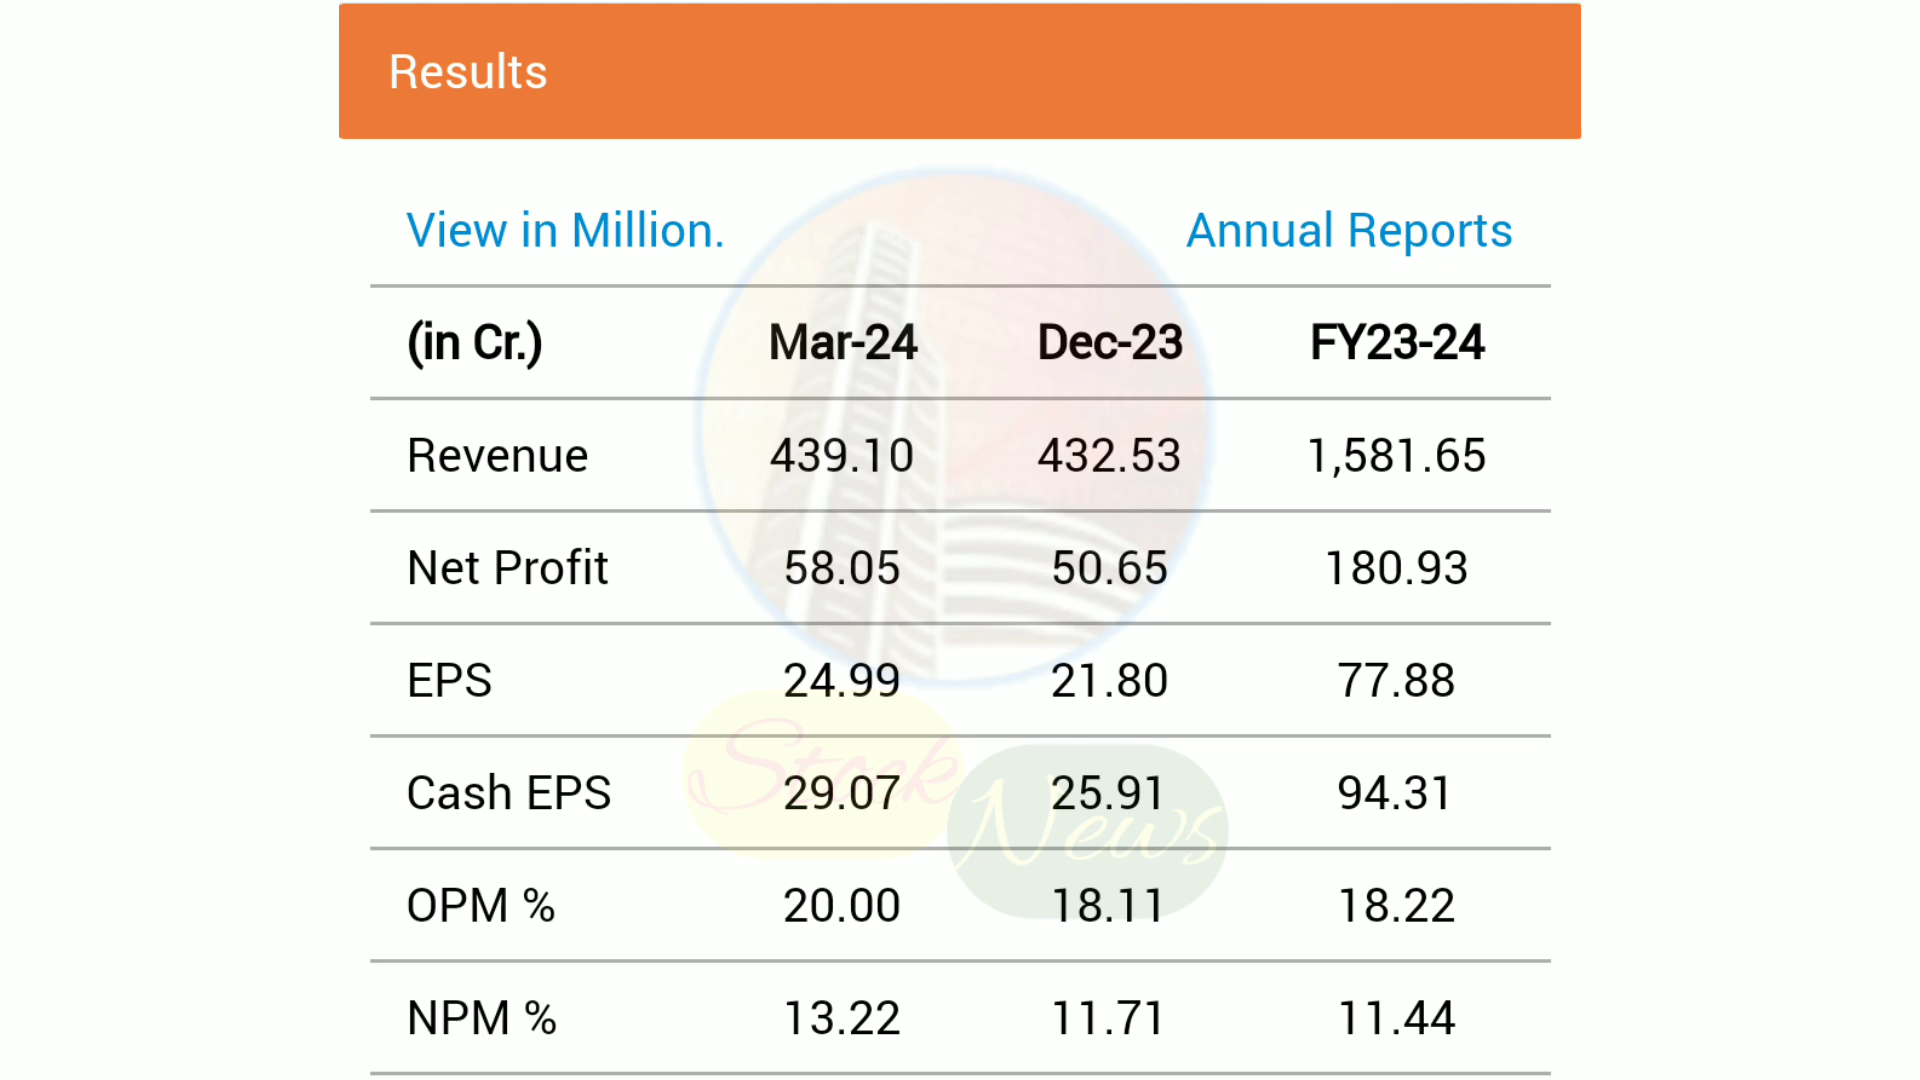 Results
View in Million. Annual Reports
(in Cr.) Mar-24 Dec-23 FY23-24
Revenue 439.10 432.53 1,581.65
Net Profit 58.05 50.65 180.93
EPS 24.99 21.80 77.88
Cash EPS 29.07 25.91 94.31
OPM % 20.00 18.11 18.22
NPM % 13.22 11.71 11.44
Stock
News